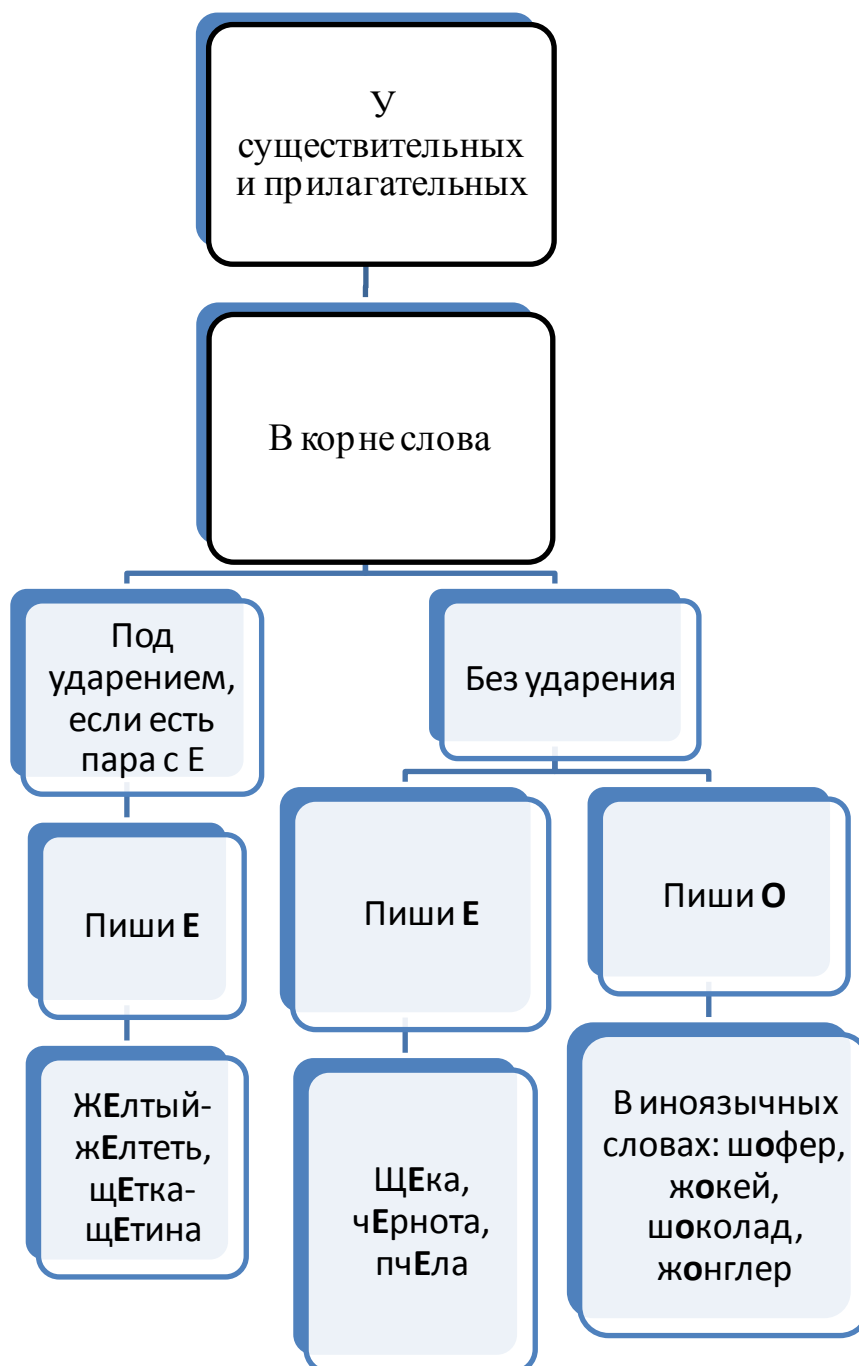 У
существительных
и прилагательных
В корне слова
Под
ударением,
если есть
пара с Е
Без ударения
Пиши Е
Пиши Е
Пиши О
ЖЕлтый-
жЕлтеть,
щЕтка-
щЕтина
ЩЕка,
чЕрнота,
пчЕла
В иноязычных
словах: шофер,
жокей,
шоколад,
жонглер